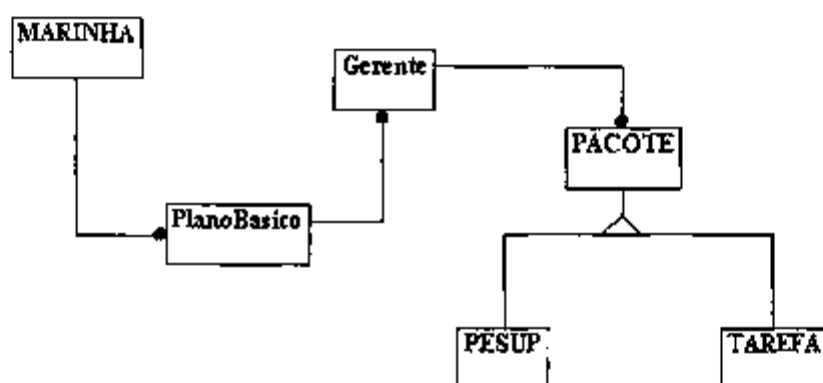 MARINHA
Gerente
PACOTE
PlanoBasico
PESUP
TAREFA